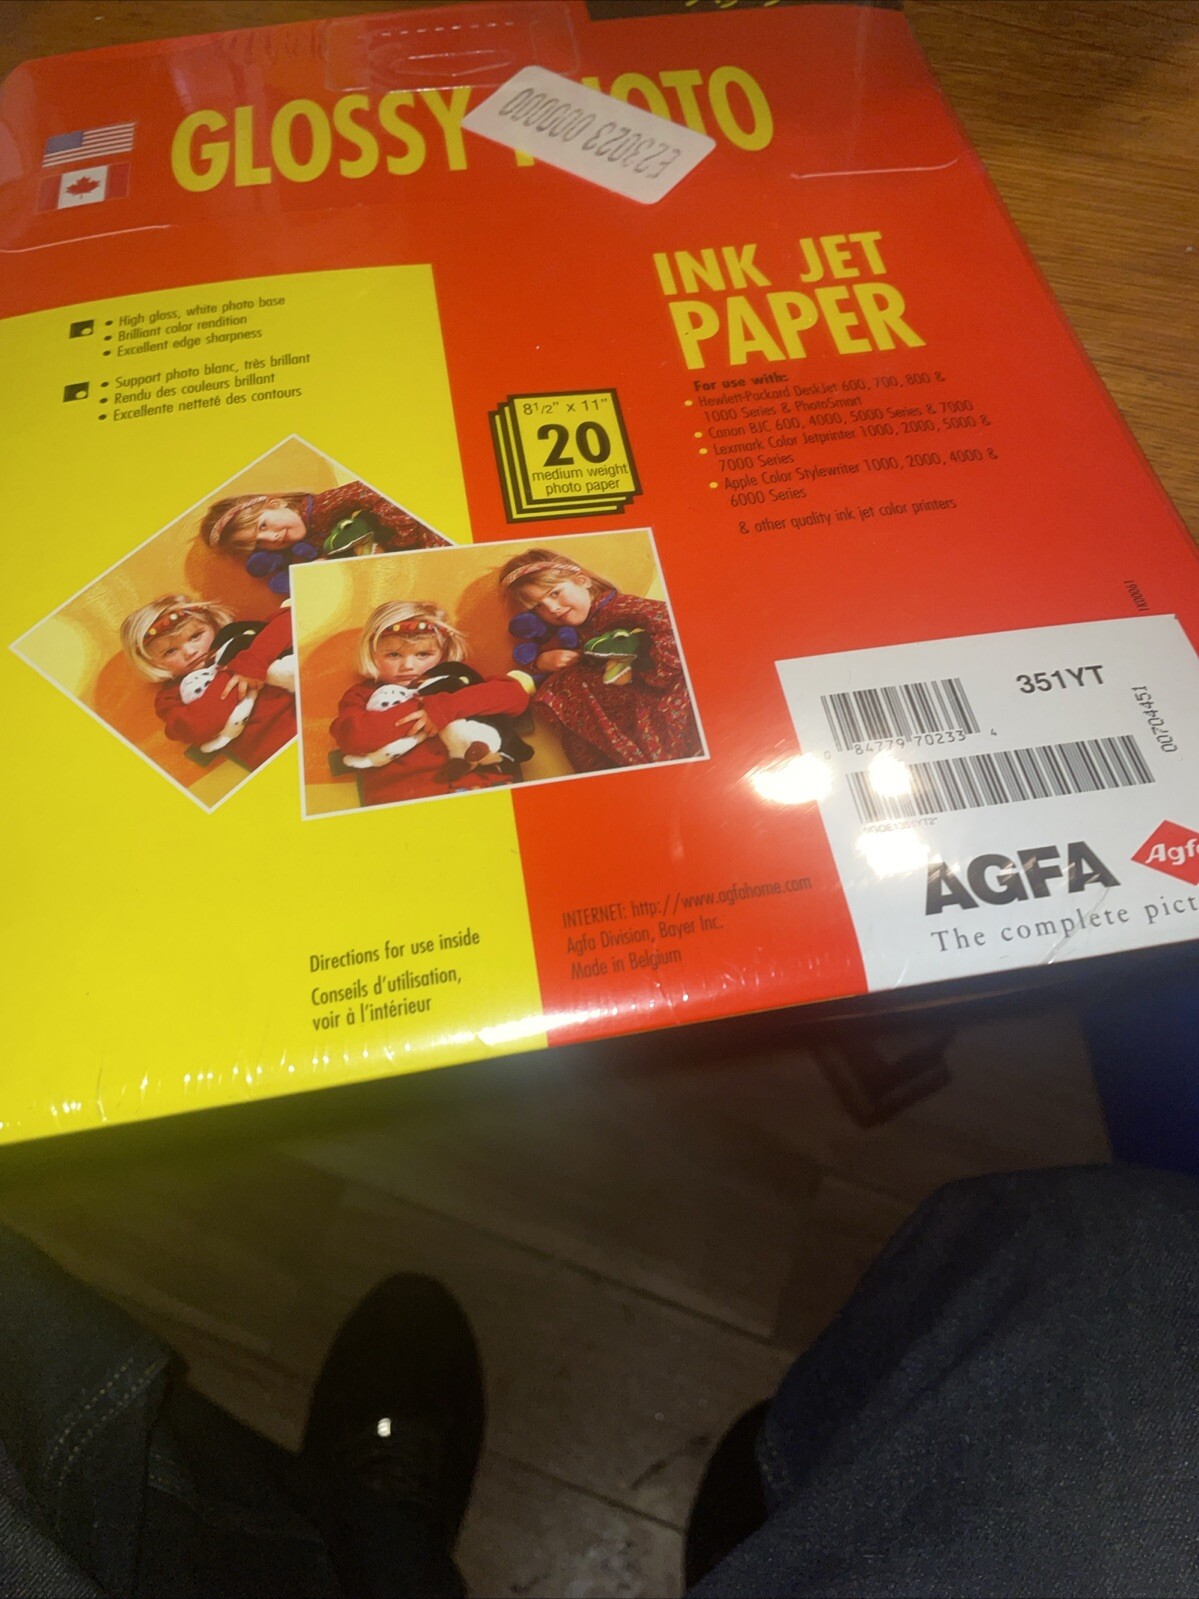 GLOSSY PHOTO
E23023 000000
INK JET
PAPER
• High gloss, white photo base
• Brilliant color rendition
• Excellent edge sharpness
• Support photo blanc, très brillant
• Rendu des couleurs brillant
• Excellente netteté des contours
8 1/2" x 11"
20
medium weight
photo paper
For use with:
• Hewlett-Packard DeskJet 600, 700, 800 &
1000 Series & PhotoSmart
• Canon BJC 600, 4000, 5000 Series & 7000
• Lexmark Color Jetprinter 1000, 2000, 5000 &
7000 Series
• Apple Color Stylewriter 1000, 2000, 4000 &
6000 Series
& other quality ink jet color printers
351YT
0 84779 70233 4
00704451
AGFA
The complete
INTERNET: http://www.agfahome.com
Agfa Division, Bayer Inc.
Made in Belgium
Directions for use inside
Conseils d'utilisation,
voir à l'intérieur